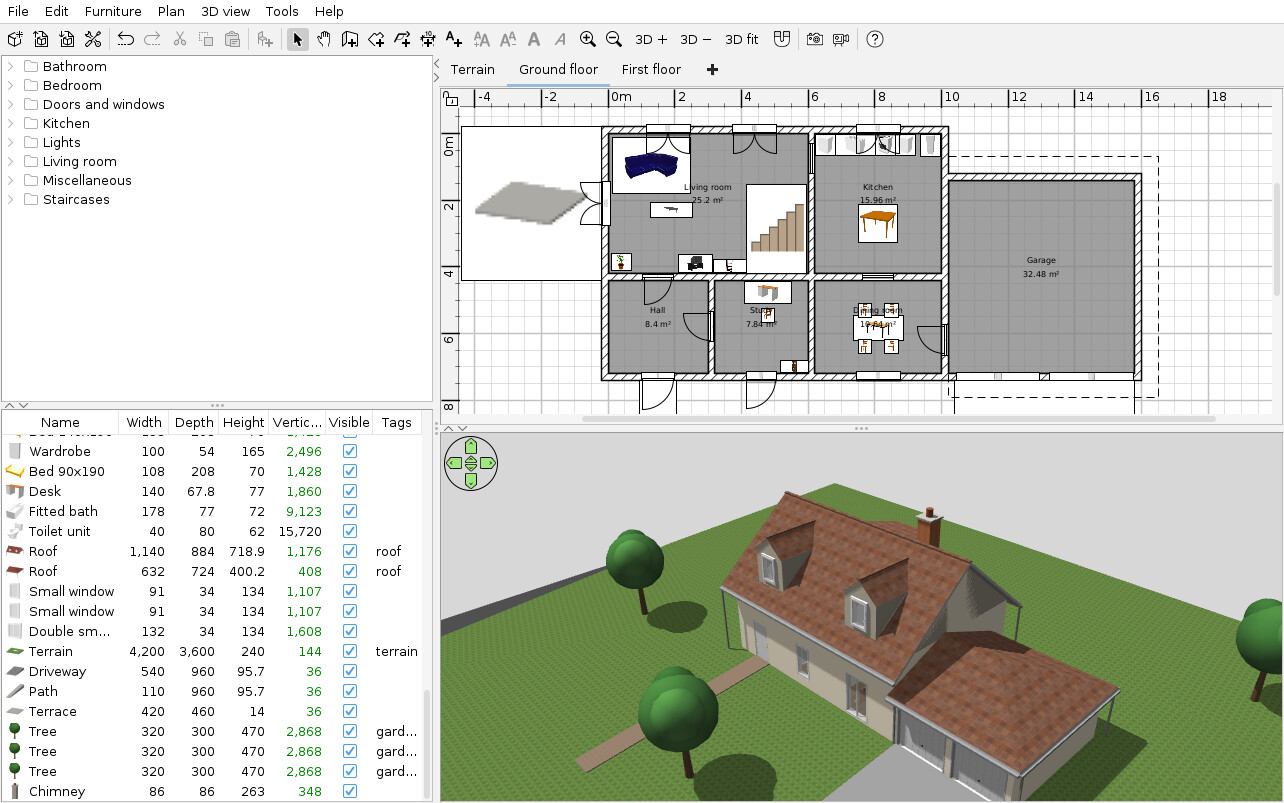 File Edit Furniture Plan 3D view Tools Help
3D + 3D − 3D fit
Bathroom
Bedroom
Doors and windows
Kitchen
Lights
Living room
Miscellaneous
Staircases
Terrain Ground floor First floor
-4 -2 0m 2 4 6 8 10 12 14 16 18
0m
2
4
6
8
Living room
25.2 m²
Kitchen
15.96 m²
Garage
32.48 m²
Hall
8.4 m²
Study
7.84 m²
Dining room
10.64 m²
Name Width Depth Height Vertic... Visible Tags
Wardrobe 100 54 165 2,496
Bed 90x190 108 208 70 1,428
Desk 140 67.8 77 1,860
Fitted bath 178 77 72 9,123
Toilet unit 40 80 62 15,720
Roof 1,140 884 718.9 1,176 roof
Roof 632 724 400.2 408 roof
Small window 91 34 134 1,107
Small window 91 34 134 1,107
Double sm... 132 34 134 1,608
Terrain 4,200 3,600 240 144 terrain
Driveway 540 960 95.7 36
Path 110 960 95.7 36
Terrace 420 460 14 36
Tree 320 300 470 2,868 gard...
Tree 320 300 470 2,868 gard...
Tree 320 300 470 2,868 gard...
Chimney 86 86 263 348